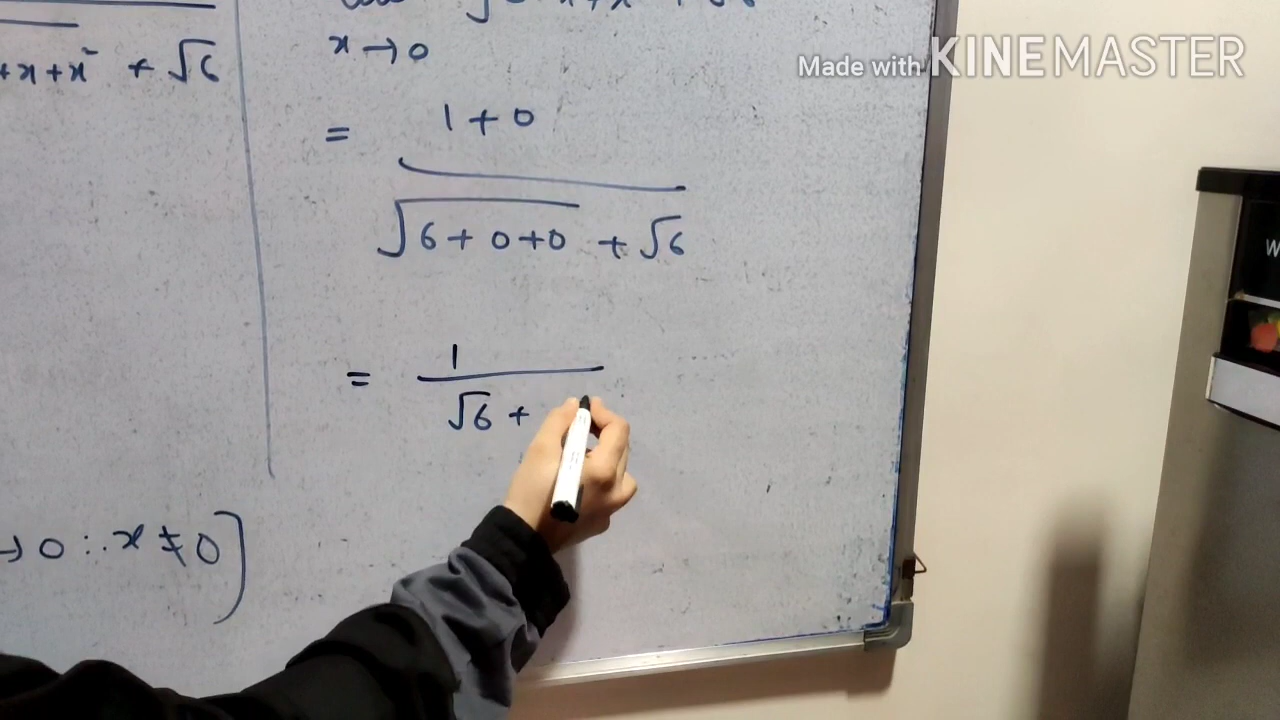 +x+x² + √6
x→0
= 1+0
√6+0+0 + √6
= 1
√6 +
→ 0 ∴ x ≠ 0]
Made with KINEMASTER
W